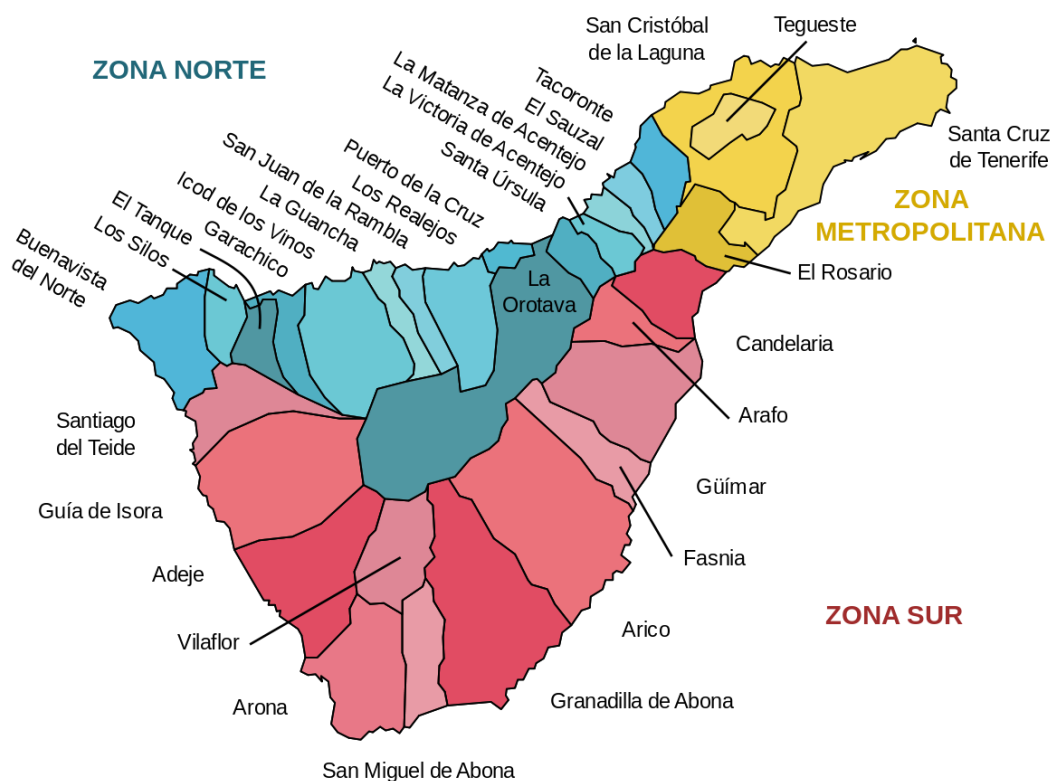 ZONA NORTE
San Cristóbal
de la Laguna
Tegueste
Tacoronte
El Sauzal
La Matanza de Acentejo
La Victoria de Acentejo
Santa Úrsula
Puerto de la Cruz
Los Realejos
San Juan de la Rambla
La Guancha
Icod de los Vinos
Garachico
El Tanque
Los Silos
Buenavista
del Norte
Santa Cruz
de Tenerife
ZONA
METROPOLITANA
El Rosario
La
Orotava
Candelaria
Arafo
Güímar
Fasnia
Santiago
del Teide
Guía de Isora
Adeje
Vilaflor
Arona
ZONA SUR
Arico
Granadilla de Abona
San Miguel de Abona